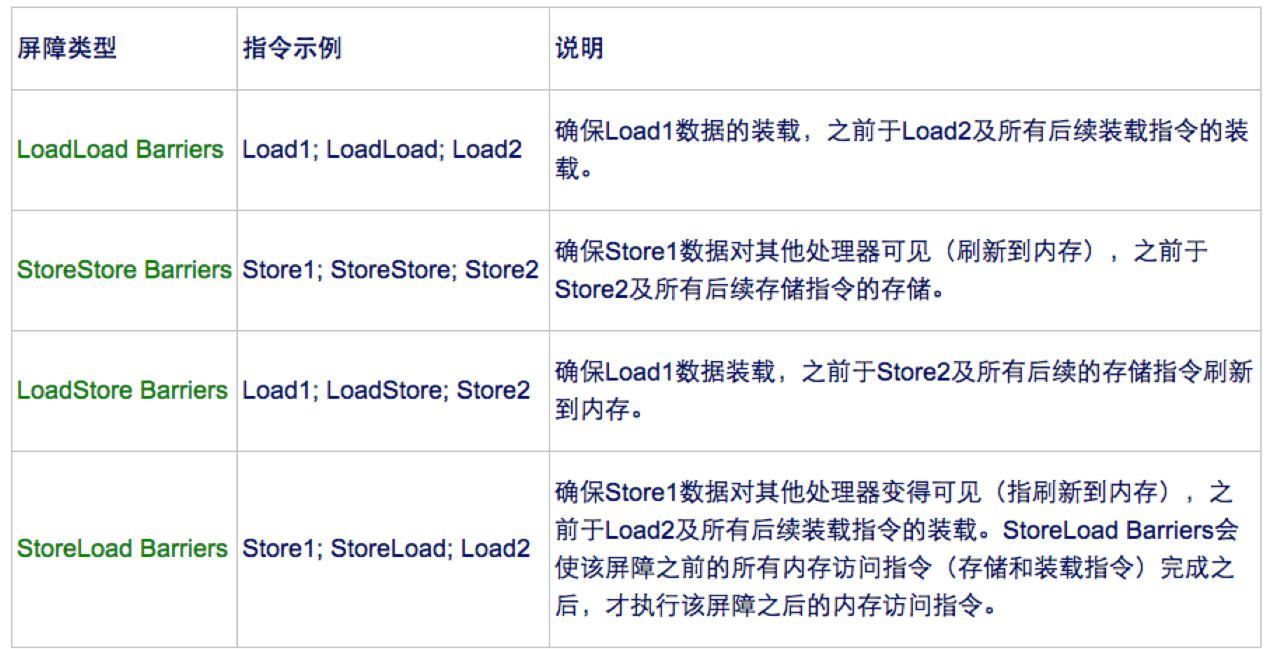 屏障类型 指令示例 说明
LoadLoad Barriers Load1; LoadLoad; Load2 确保Load1数据的装载，之前于Load2及所有后续装载指令的装
载。
StoreStore Barriers Store1; StoreStore; Store2 确保Store1数据对其他处理器可见（刷新到内存），之前于
Store2及所有后续存储指令的存储。
LoadStore Barriers Load1; LoadStore; Store2 确保Load1数据装载，之前于Store2及所有后续的存储指令刷新
到内存。
StoreLoad Barriers Store1; StoreLoad; Load2 确保Store1数据对其他处理器变得可见（指刷新到内存），之
前于Load2及所有后续装载指令的装载。StoreLoad Barriers会
使该屏障之前的所有内存访问指令（存储和装载指令）完成之
后，才执行该屏障之后的内存访问指令。